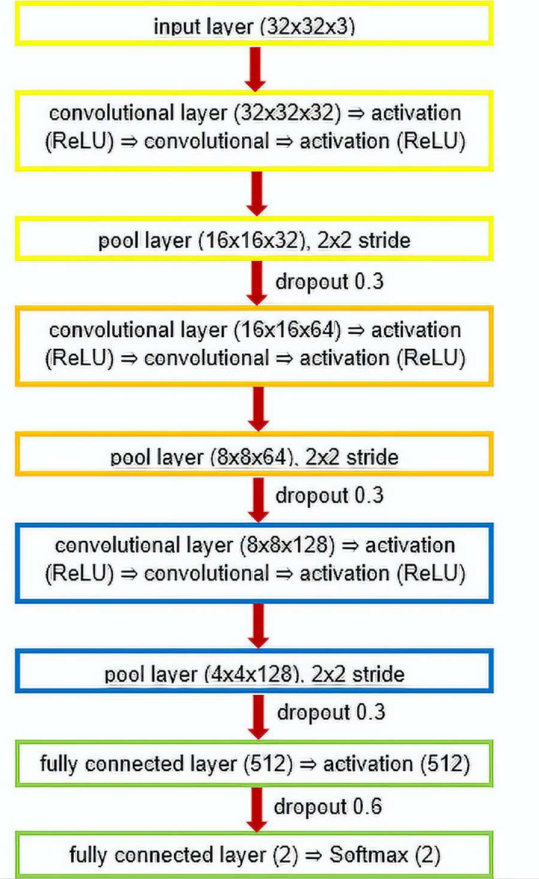 input layer (32x32x3)
convolutional layer (32x32x32) ⇒ activation
(ReLU) ⇒ convolutional ⇒ activation (ReLU)
pool layer (16x16x32), 2x2 stride
dropout 0.3
convolutional layer (16x16x64) ⇒ activation
(ReLU) ⇒ convolutional ⇒ activation (ReLU)
pool layer (8x8x64), 2x2 stride
dropout 0.3
convolutional layer (8x8x128) ⇒ activation
(ReLU) ⇒ convolutional ⇒ activation (ReLU)
pool layer (4x4x128), 2x2 stride
dropout 0.3
fully connected layer (512) ⇒ activation (512)
dropout 0.6
fully connected layer (2) ⇒ Softmax (2)